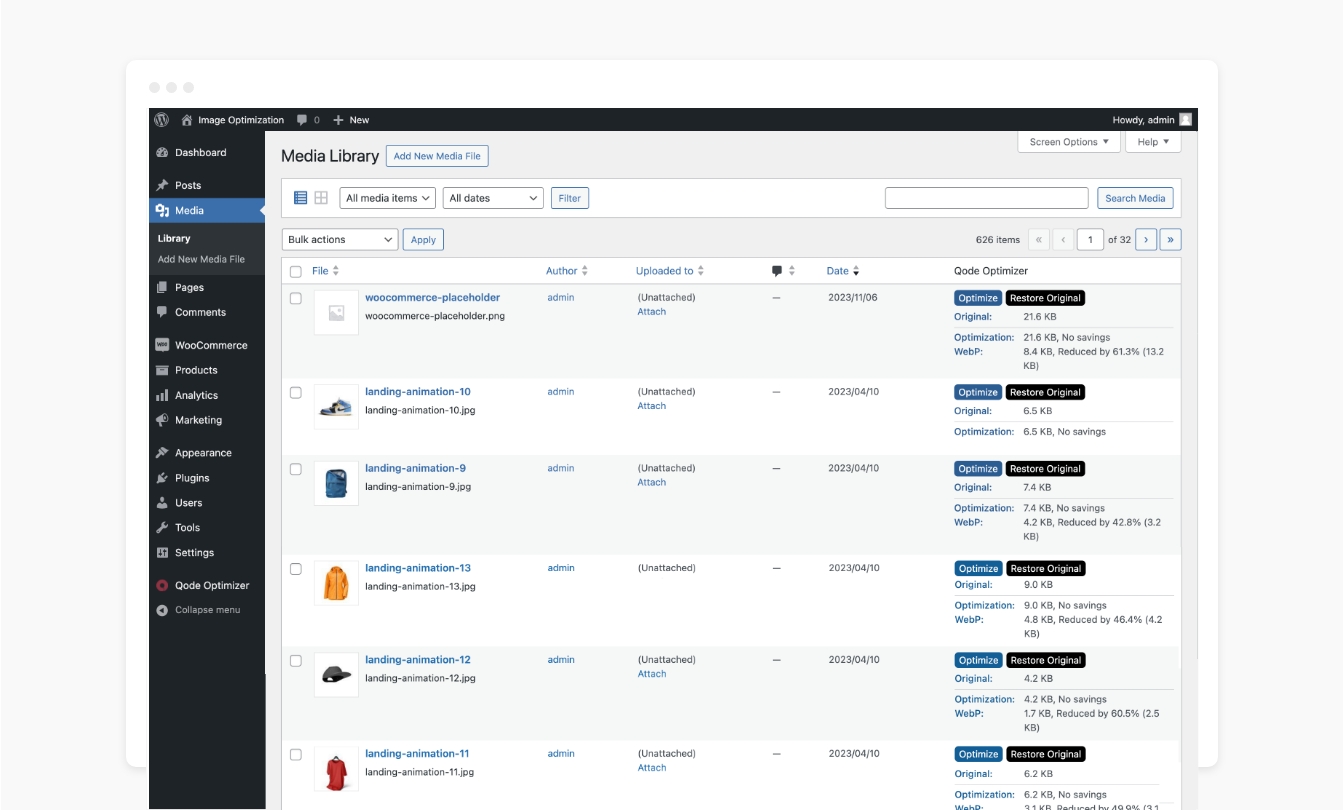 Image Optimization 0 New Howdy, admin
Dashboard
Posts
Media
Library
Add New Media File
Pages
Comments
WooCommerce
Products
Analytics
Marketing
Appearance
Plugins
Users
Tools
Settings
Qode Optimizer
Collapse menu
Screen Options Help
Media Library Add New Media File
All media items All dates Filter Search Media
Bulk actions Apply 626 items « ‹ 1 of 32 › »
File Author Uploaded to Date Qode Optimizer
woocommerce-placeholder admin (Unattached) — 2023/11/06 Optimize Restore Original
woocommerce-placeholder.png Attach Original: 21.6 KB
Optimization: 21.6 KB, No savings
WebP: 8.4 KB, Reduced by 61.3% (13.2
KB)
landing-animation-10 admin (Unattached) — 2023/04/10 Optimize Restore Original
landing-animation-10.jpg Attach Original: 6.5 KB
Optimization: 6.5 KB, No savings
landing-animation-9 admin (Unattached) — 2023/04/10 Optimize Restore Original
landing-animation-9.jpg Attach Original: 7.4 KB
Optimization: 7.4 KB, No savings
WebP: 4.2 KB, Reduced by 42.8% (3.2
KB)
landing-animation-13 admin (Unattached) — 2023/04/10 Optimize Restore Original
landing-animation-13.jpg Original: 9.0 KB
Optimization: 9.0 KB, No savings
WebP: 4.8 KB, Reduced by 46.4% (4.2
KB)
landing-animation-12 admin (Unattached) — 2023/04/10 Optimize Restore Original
landing-animation-12.jpg Attach Original: 4.2 KB
Optimization: 4.2 KB, No savings
WebP: 1.7 KB, Reduced by 60.5% (2.5
KB)
landing-animation-11 admin (Unattached) — 2023/04/10 Optimize Restore Original
landing-animation-11.jpg Attach Original: 6.2 KB
Optimization: 6.2 KB, No savings
WebP: 3.1 KB, Reduced by 49.9% (3.1